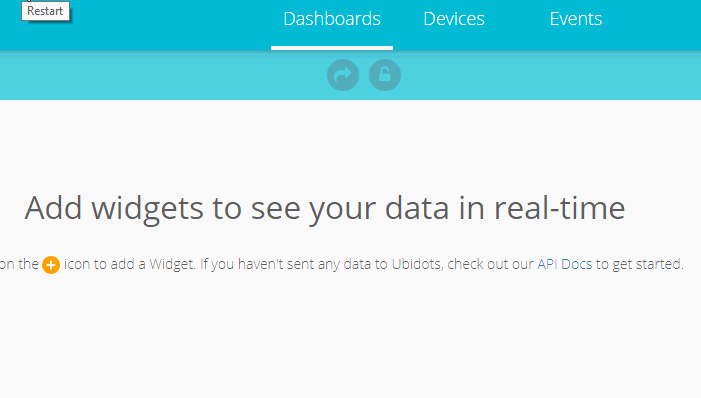 Restart
Dashboards Devices Events
Add widgets to see your data in real-time
on the + icon to add a Widget. If you haven't sent any data to Ubidots, check out our API Docs to get started.